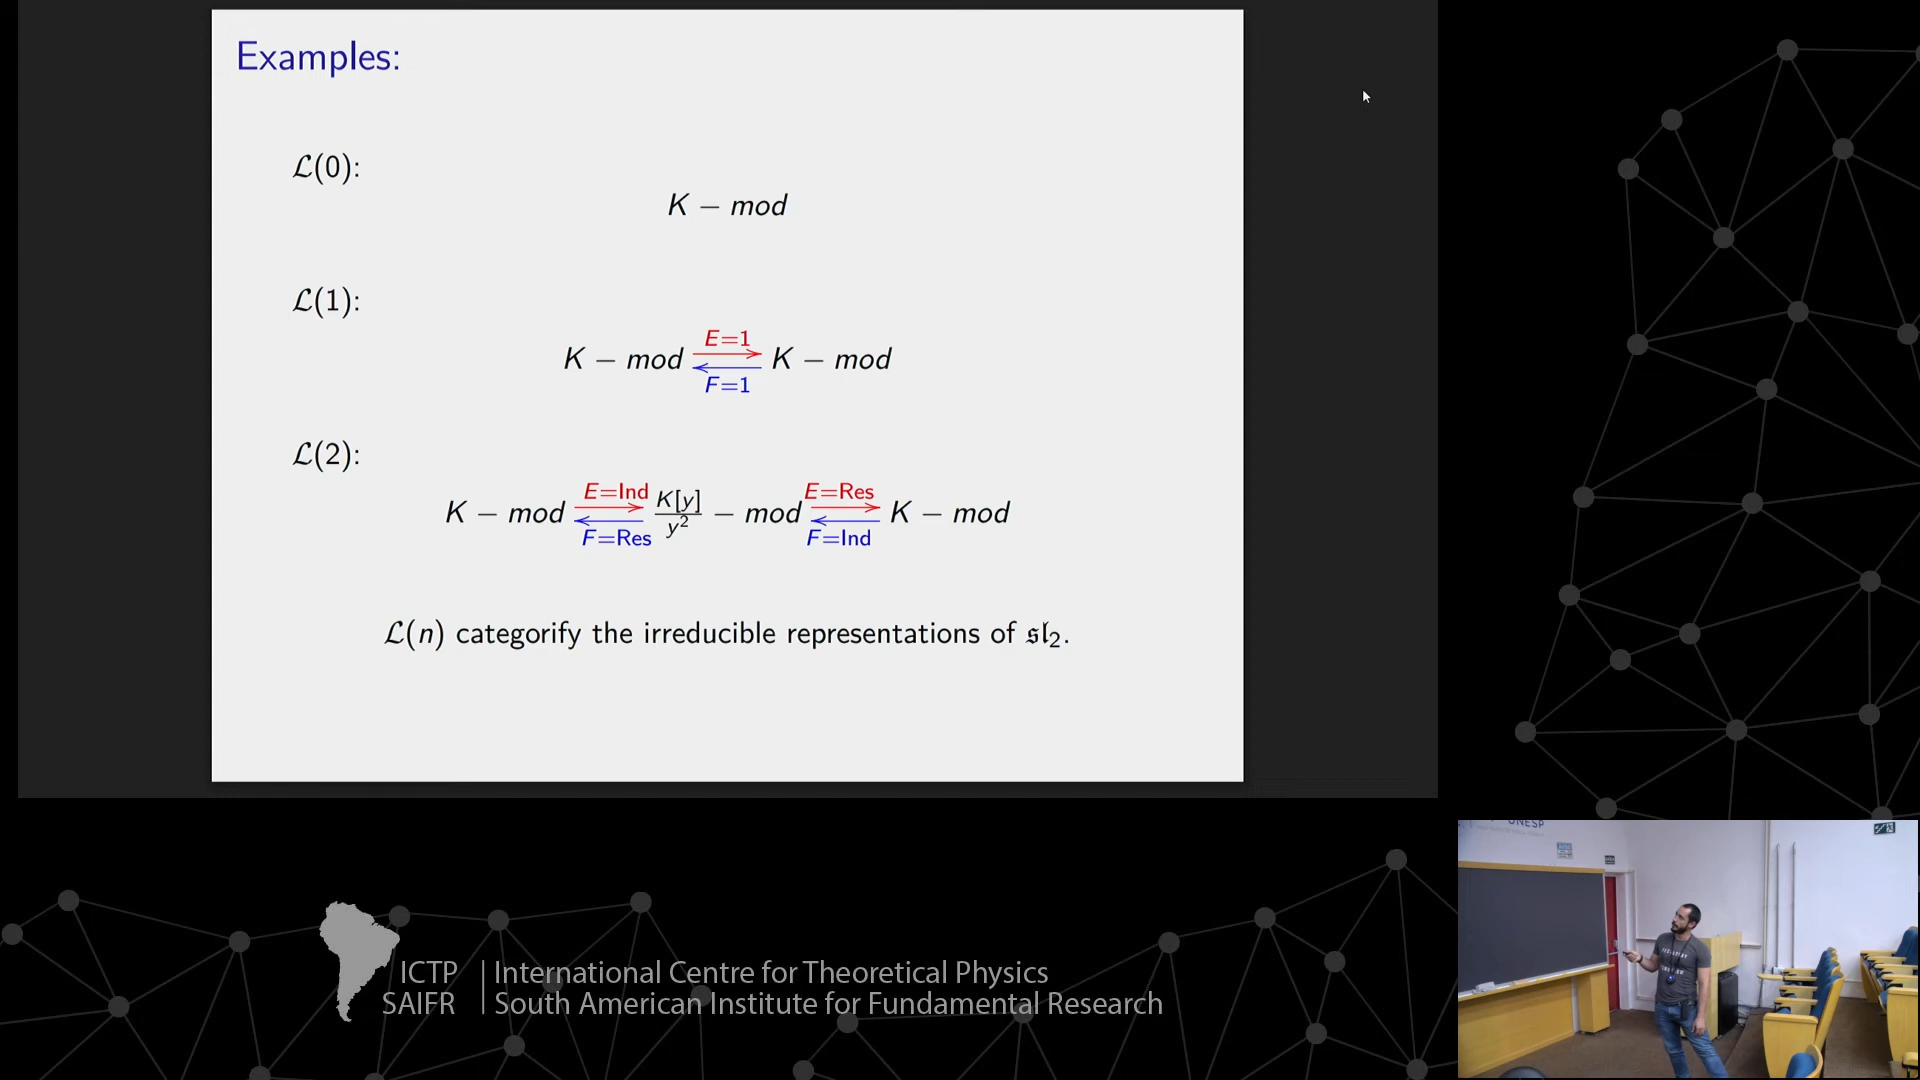 Examples:
𝓛(0):
K − mod
𝓛(1):
E=1
K − mod ⇄ K − mod
F=1
𝓛(2):
E=Ind E=Res
K − mod ⇄ K[y]/y² − mod ⇄ K − mod
F=Res F=Ind
𝓛(n) categorify the irreducible representations of 𝔰𝔩₂.
ICTP | International Centre for Theoretical Physics
SAIFR | South American Institute for Fundamental Research
UNESP